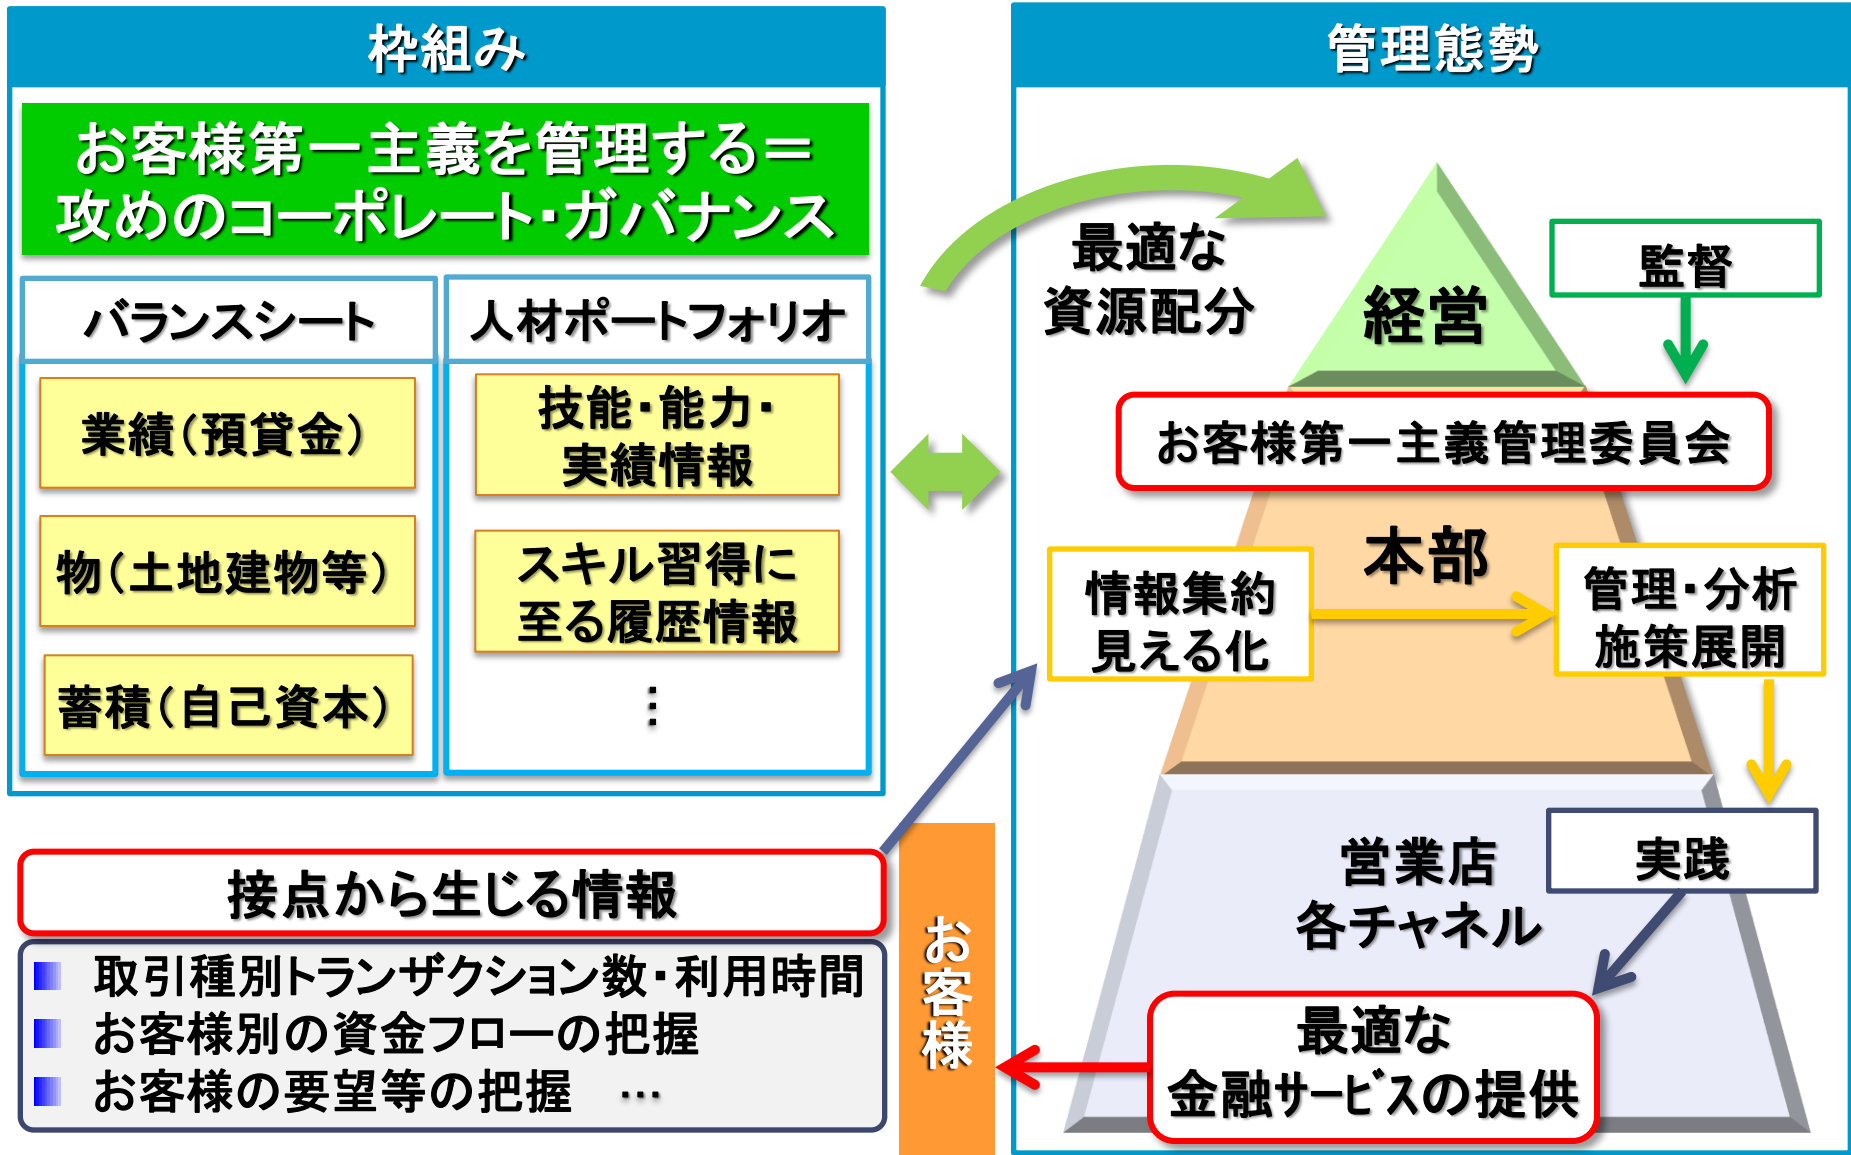 枠組み
お客様第一主義を管理する＝
攻めのコーポレート・ガバナンス
バランスシート
人材ポートフォリオ
業績（預貸金）
物（土地建物等）
蓄積（自己資本）
技能・能力・
実績情報
スキル習得に
至る履歴情報
…
接点から生じる情報
取引種別トランザクション数・利用時間
お客様別の資金フローの把握
お客様の要望等の把握　…
お客様
管理態勢
最適な
資源配分
経営
監督
お客様第一主義管理委員会
本部
情報集約
見える化
管理・分析
施策展開
営業店
各チャネル
実践
最適な
金融ｻｰﾋﾞｽの提供